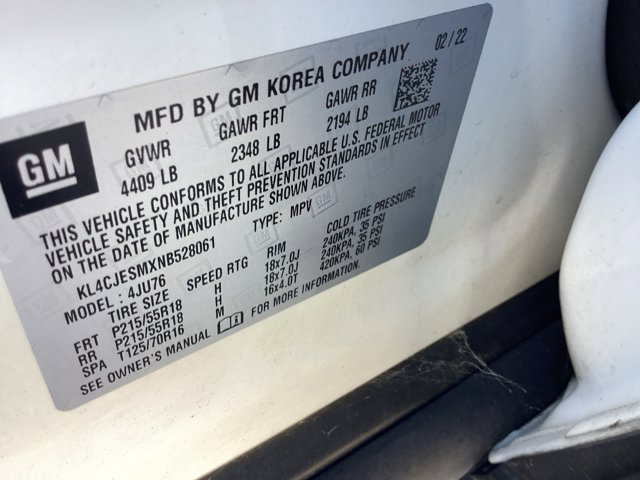 MFD BY GM KOREA COMPANY 02 / 22
GM
GVWR GAWR FRT GAWR RR
4409 LB 2348 LB 2194 LB
THIS VEHICLE CONFORMS TO ALL APPLICABLE U.S. FEDERAL MOTOR
VEHICLE SAFETY AND THEFT PREVENTION STANDARDS IN EFFECT
ON THE DATE OF MANUFACTURE SHOWN ABOVE.
KL4CJESMXNB528061 TYPE: MPV
MODEL : 4JU76
TIRE SIZE SPEED RTG RIM COLD TIRE PRESSURE
FRT P215/55R18 H 18x7.0J 240KPA, 35 PSI
RR P215/55R18 H 18x7.0J 240KPA, 35 PSI
SPA T125/70R16 M 16x4.0T 420KPA, 60 PSI
SEE OWNER'S MANUAL FOR MORE INFORMATION.